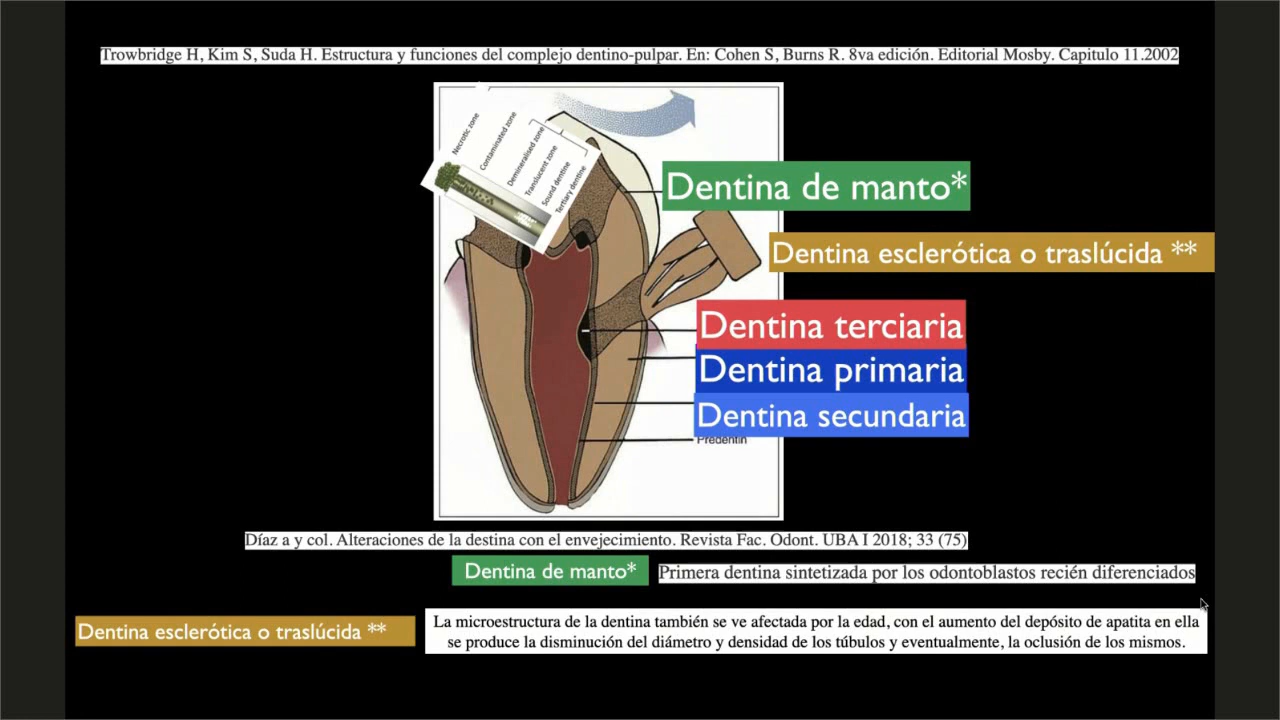 Trowbridge H, Kim S, Suda H. Estructura y funciones del complejo dentino-pulpar. En: Cohen S, Burns R. 8va edición. Editorial Mosby. Capitulo 11.2002
Necrotic zone
Contaminated zone
Demineralised zone
Translucent zone
Sound dentine
Tertiary dentine
Dentina de manto*
Dentina esclerótica o traslúcida **
Dentina terciaria
Dentina primaria
Dentina secundaria
Predentin
Díaz a y col. Alteraciones de la destina con el envejecimiento. Revista Fac. Odont. UBA I 2018; 33 (75)
Dentina de manto* Primera dentina sintetizada por los odontoblastos recién diferenciados
Dentina esclerótica o traslúcida **
La microestructura de la dentina también se ve afectada por la edad, con el aumento del depósito de apatita en ella
se produce la disminución del diámetro y densidad de los túbulos y eventualmente, la oclusión de los mismos.